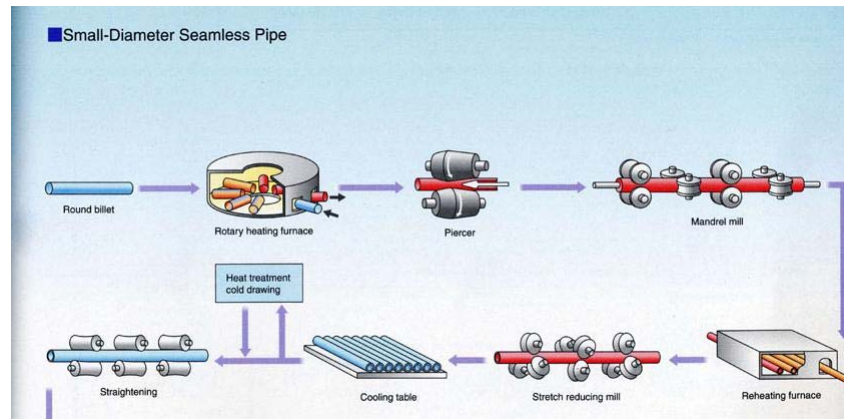 Small-Diameter Seamless Pipe
Round billet
Rotary heating furnace
Piercer
Mandrel mill
Heat treatment
cold drawing
Straightening
Cooling table
Stretch reducing mill
Reheating furnace